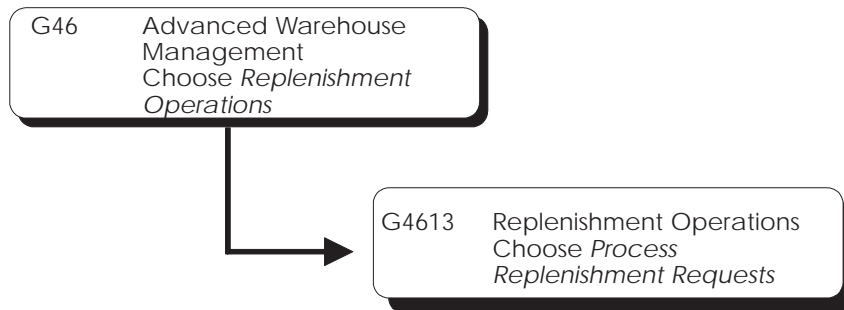 G46 Advanced Warehouse
Management
Choose Replenishment
Operations
G4613 Replenishment Operations
Choose Process
Replenishment Requests